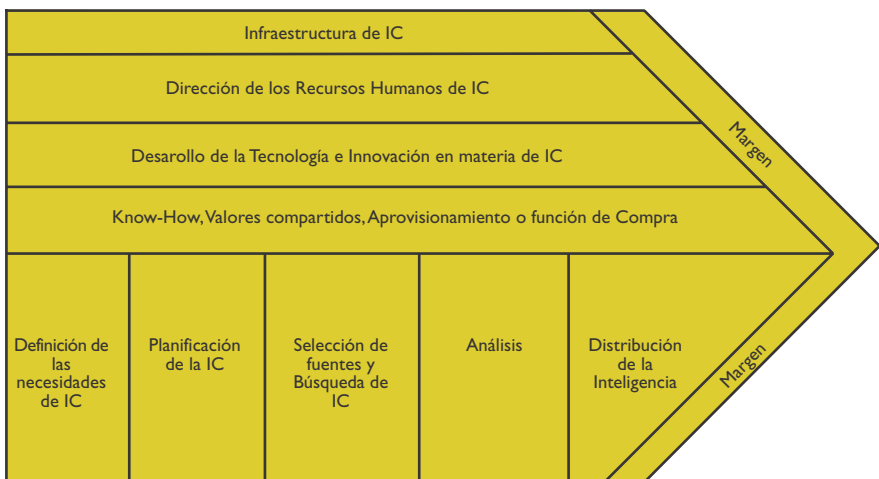 Infraestructura de IC
Dirección de los Recursos Humanos de IC
Margen
Desarollo de la Tecnología e Innovación en materia de IC
Know-How, Valores compartidos, Aprovisionamiento o función de Compra
Definición de
las
necesidades
de IC
Planificación
de la IC
Selección de
fuentes y
Búsqueda de
IC
Análisis
Distribución
de la
Inteligencia
Margen